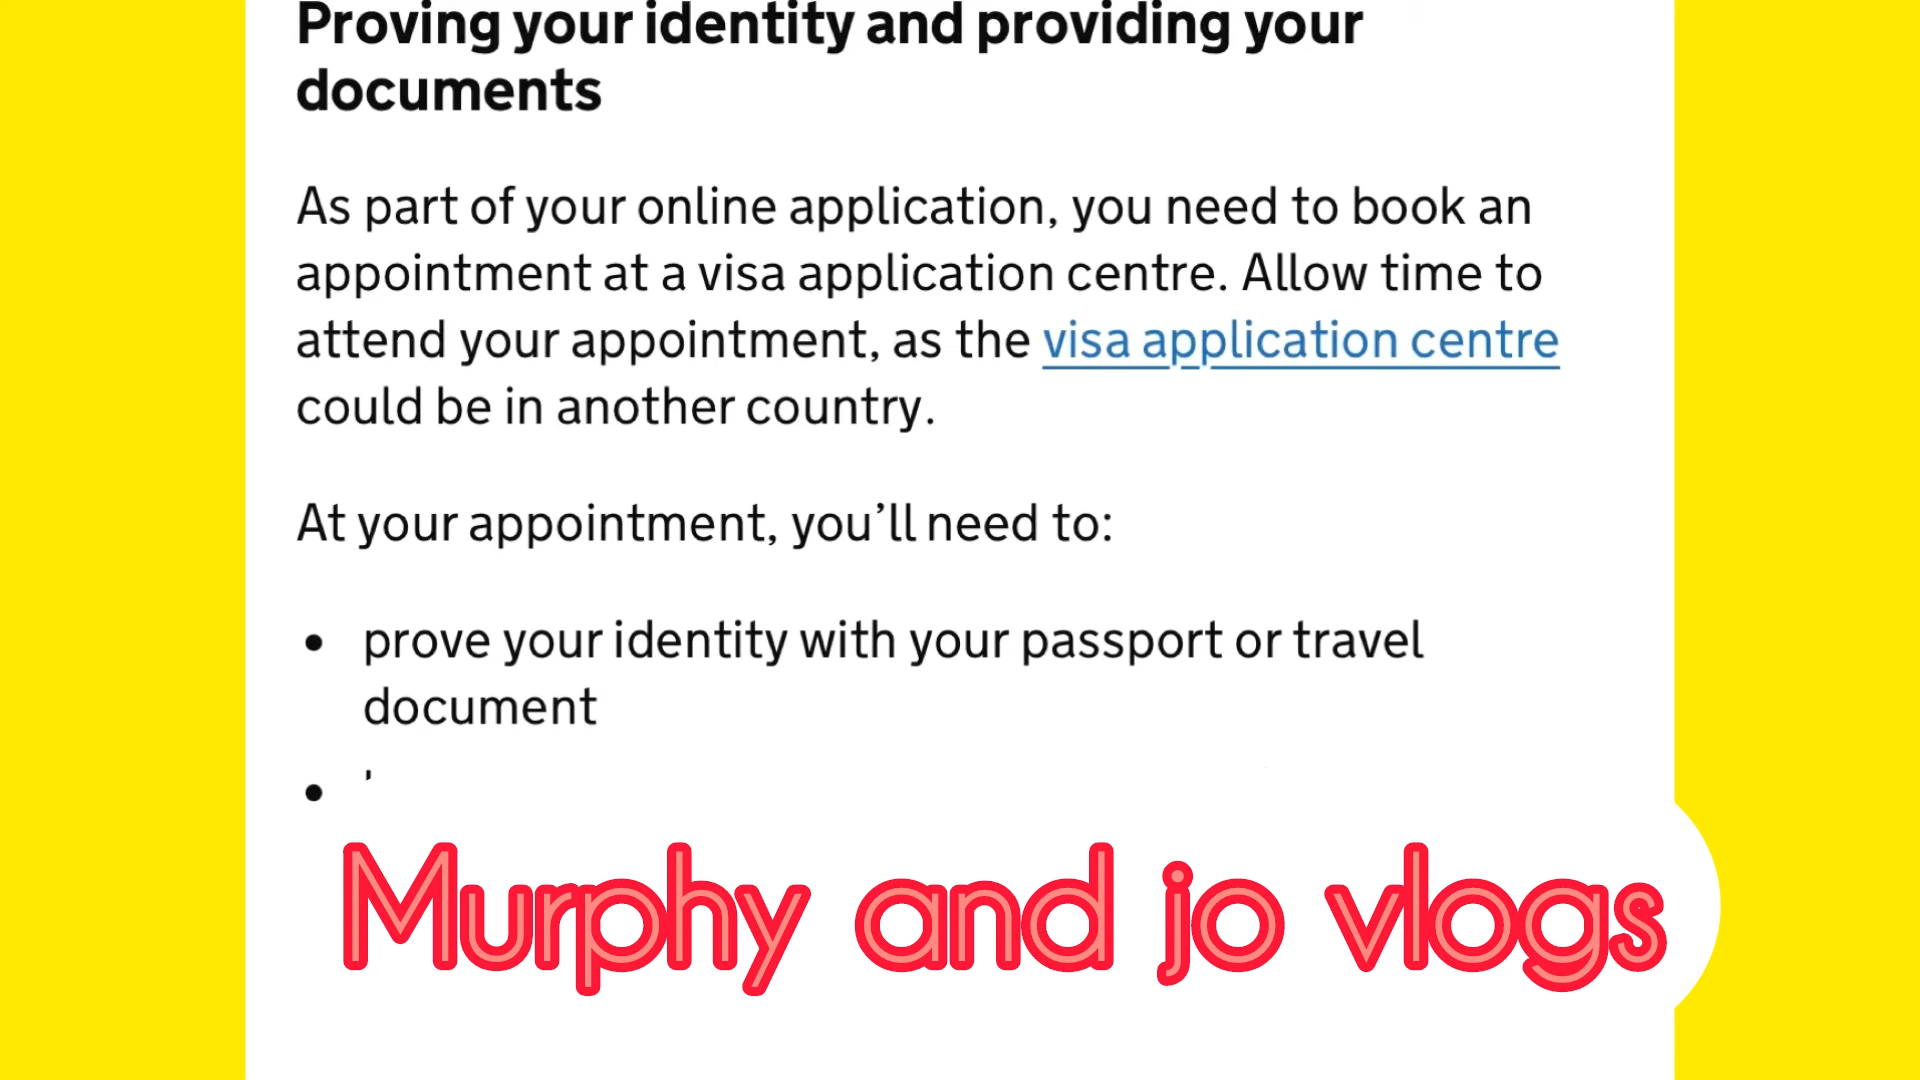 Proving your identity and providing your
documents
As part of your online application, you need to book an
appointment at a visa application centre. Allow time to
attend your appointment, as the visa application centre
could be in another country.
At your appointment, you’ll need to:
• prove your identity with your passport or travel
document
•
Murphy and jo vlogs